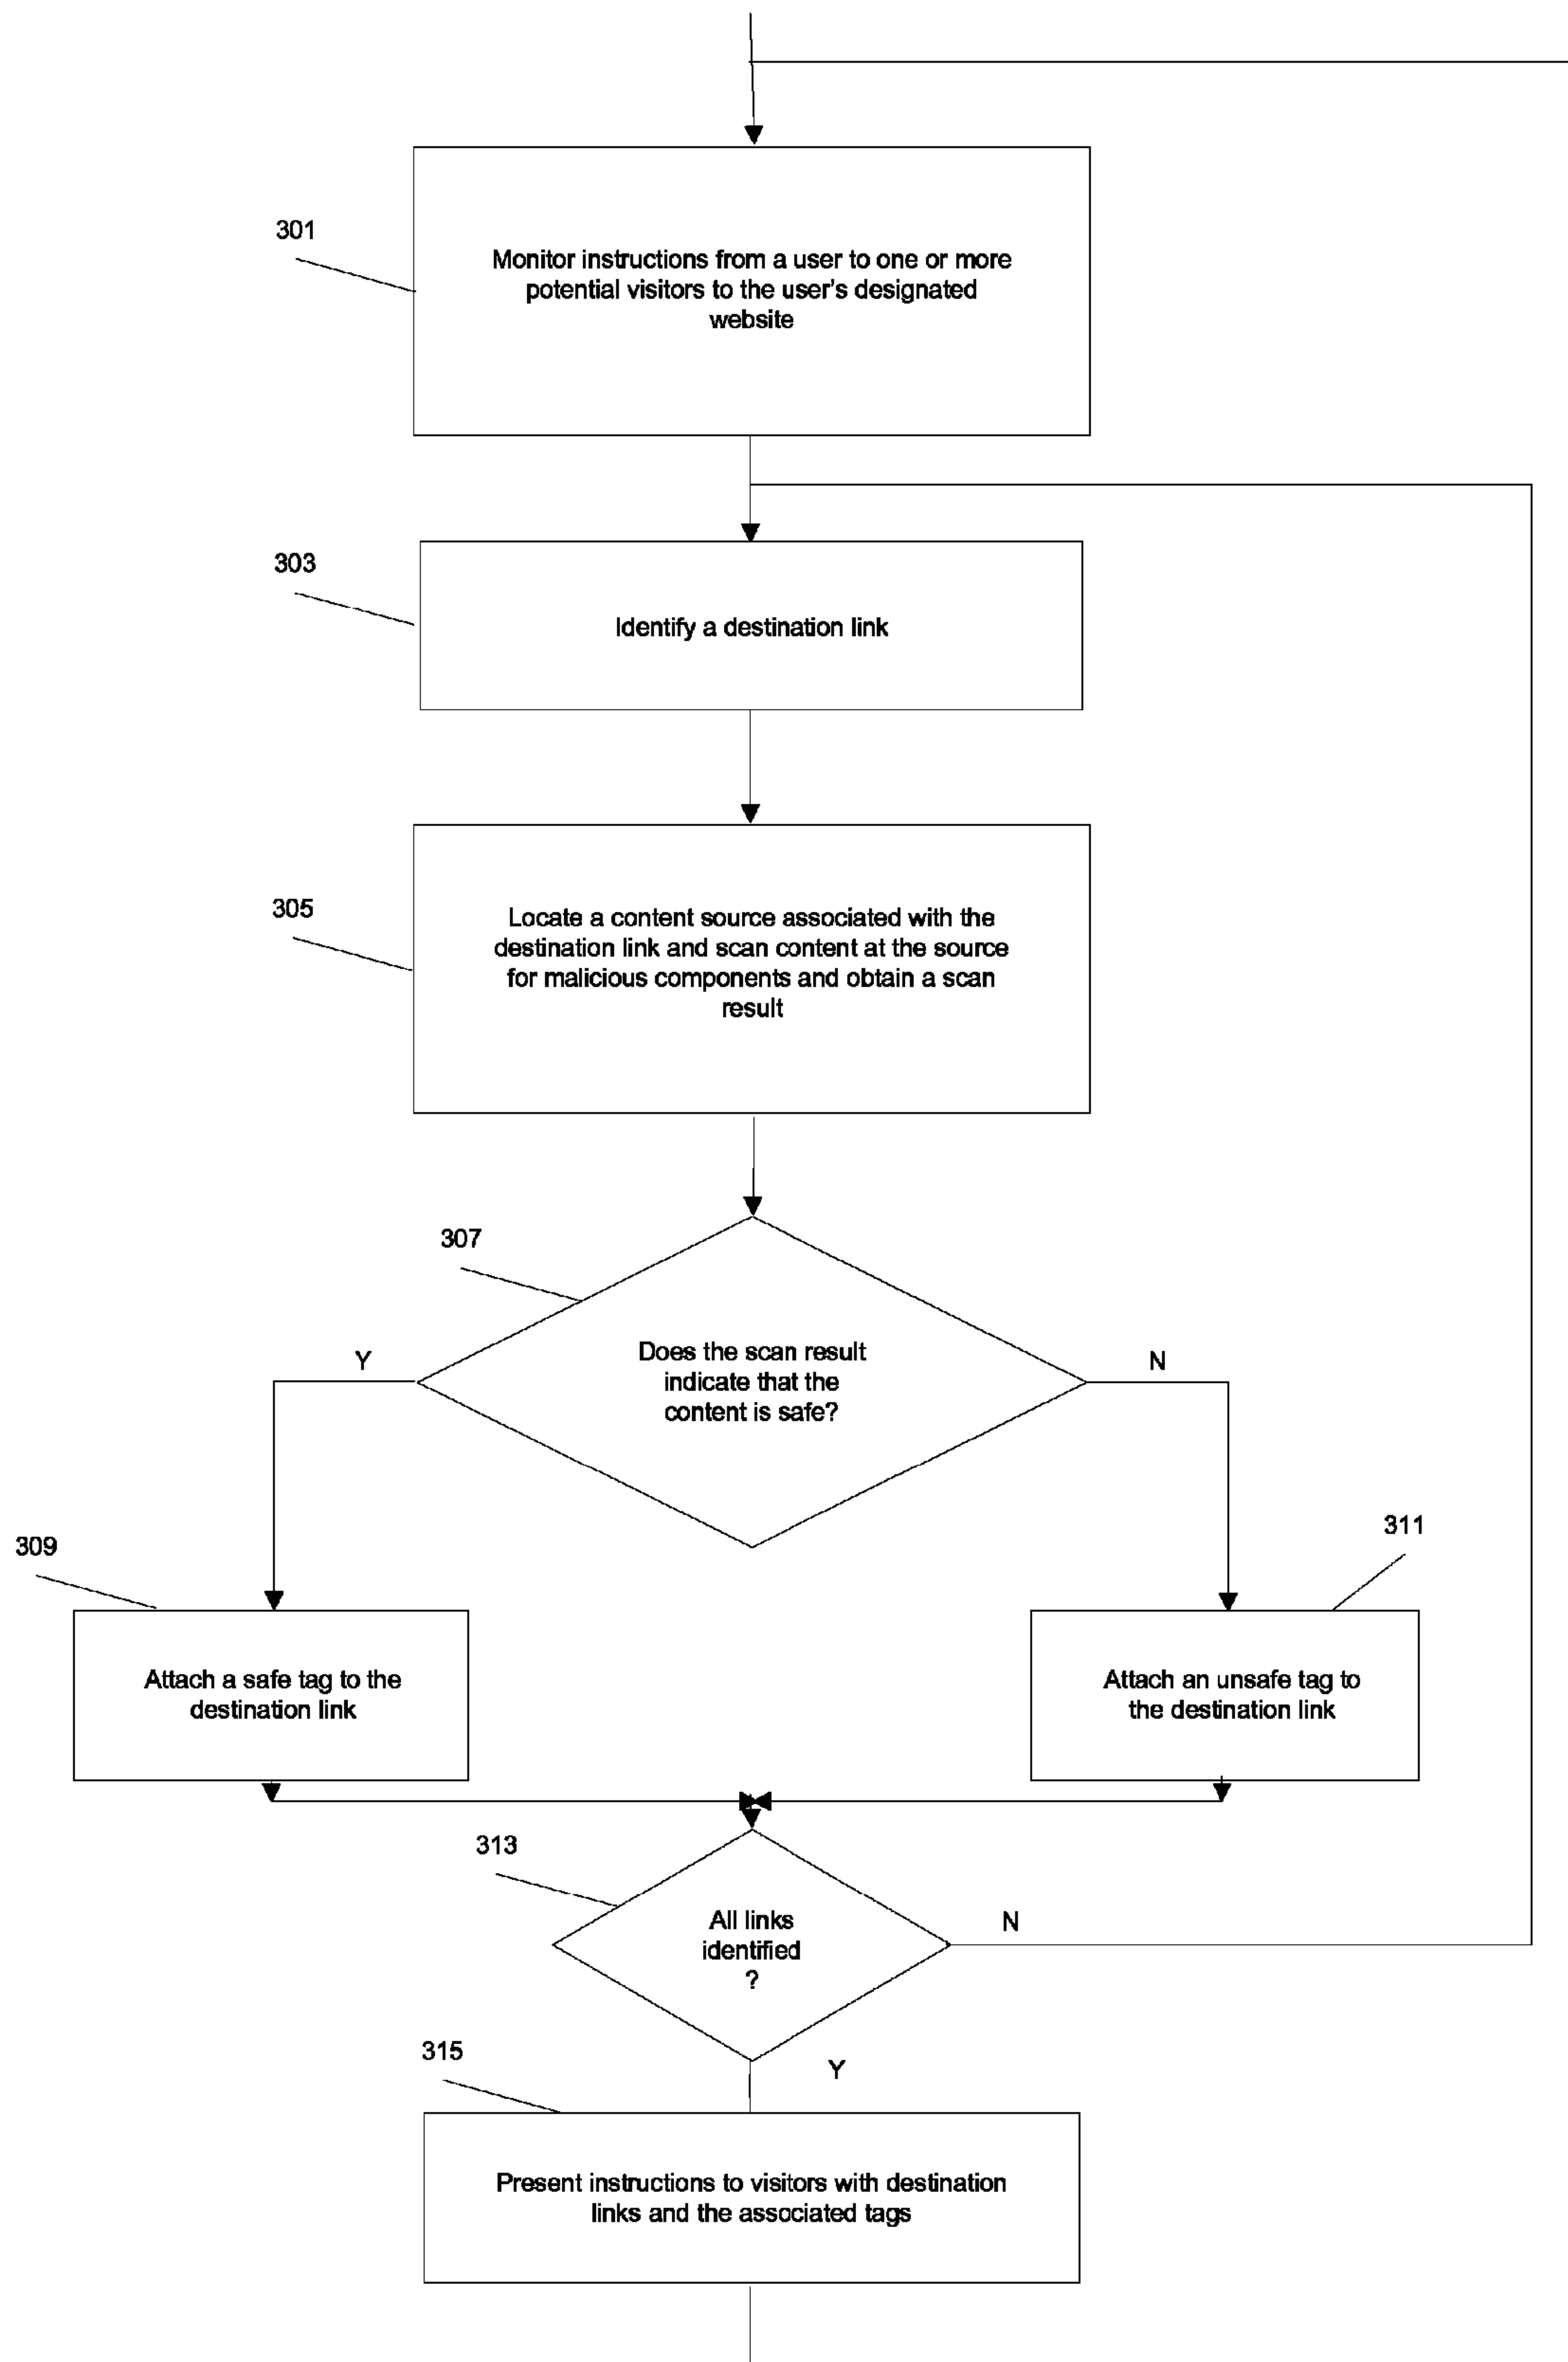 301
Monitor instructions from a user to one or more
potential visitors to the user's designated
website
303
Identify a destination link
305
Locate a content source associated with the
destination link and scan content at the source
for malicious components and obtain a scan
result
307
Does the scan result
indicate that the
content is safe?
Y
N
309
311
Attach a safe tag to the
destination link
Attach an unsafe tag to
the destination link
313
All links
identified
?
N
315
Y
Present instructions to visitors with destination
links and the associated tags